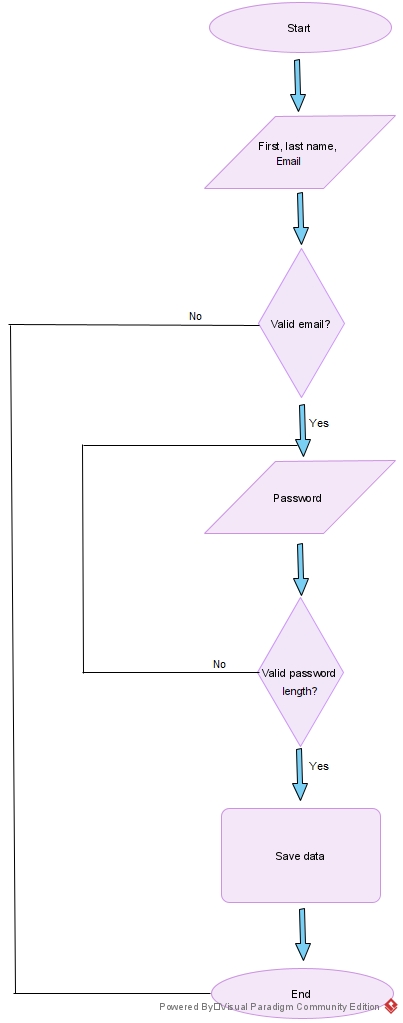 Start
First, last name,
Email
Valid email?
No
Yes
Password
Valid password
length?
No
Yes
Save data
End
Powered By□Visual Paradigm Community Edition